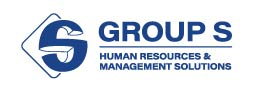 GROUP S
HUMAN RESOURCES &
MANAGEMENT SOLUTIONS